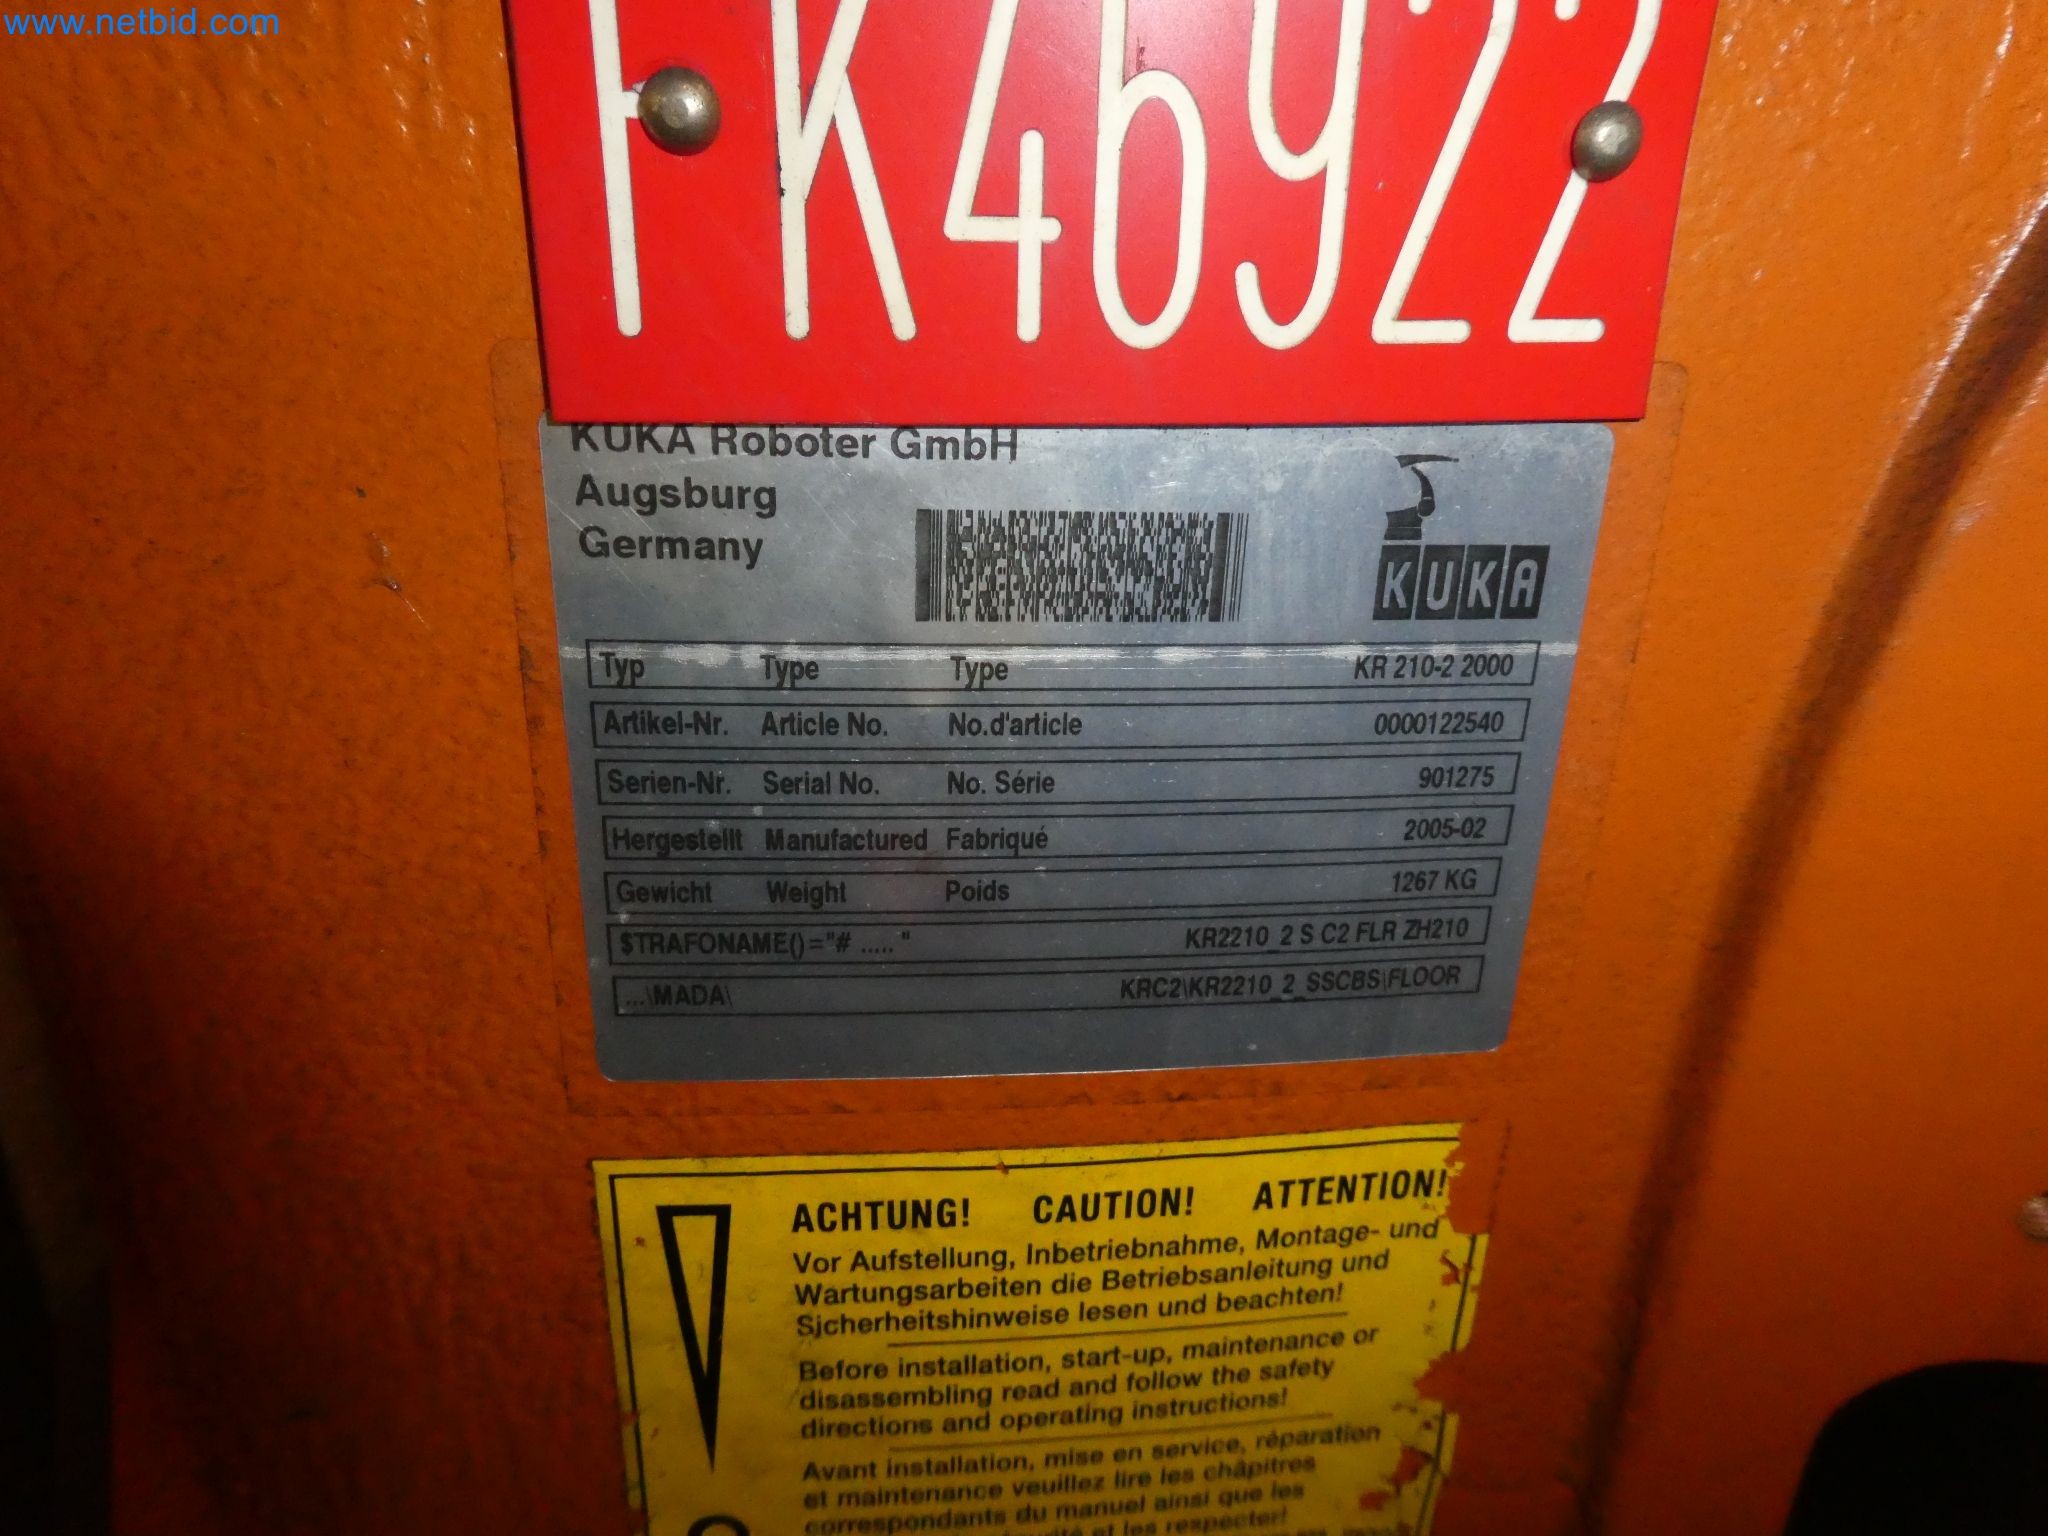 www.netbid.com
FK46922
KUKA Roboter GmbH
Augsburg
Germany
KUKA
Typ Type Type KR 210-2 2000
Artikel-Nr. Article No. No.d'article 0000122540
Serien-Nr. Serial No. No. Série 901275
Hergestellt Manufactured Fabriqué 2005-02
Gewicht Weight Poids 1267 KG
$TRAFONAME()="# ..... " KR2210_2 S C2 FLR ZH210
...\MADA\ KRC2\KR2210_2_SSCBS\FLOOR
ACHTUNG! CAUTION! ATTENTION!
Vor Aufstellung, Inbetriebnahme, Montage- und
Wartungsarbeiten die Betriebsanleitung und
Sicherheitshinweise lesen und beachten!
Before installation, start-up, maintenance or
disassembling read and follow the safety
directions and operating instructions!
Avant installation, mise en service, réparation
et maintenance veuillez lire les châpitres
correspondants du manuel ainsi que les
et les respecter!